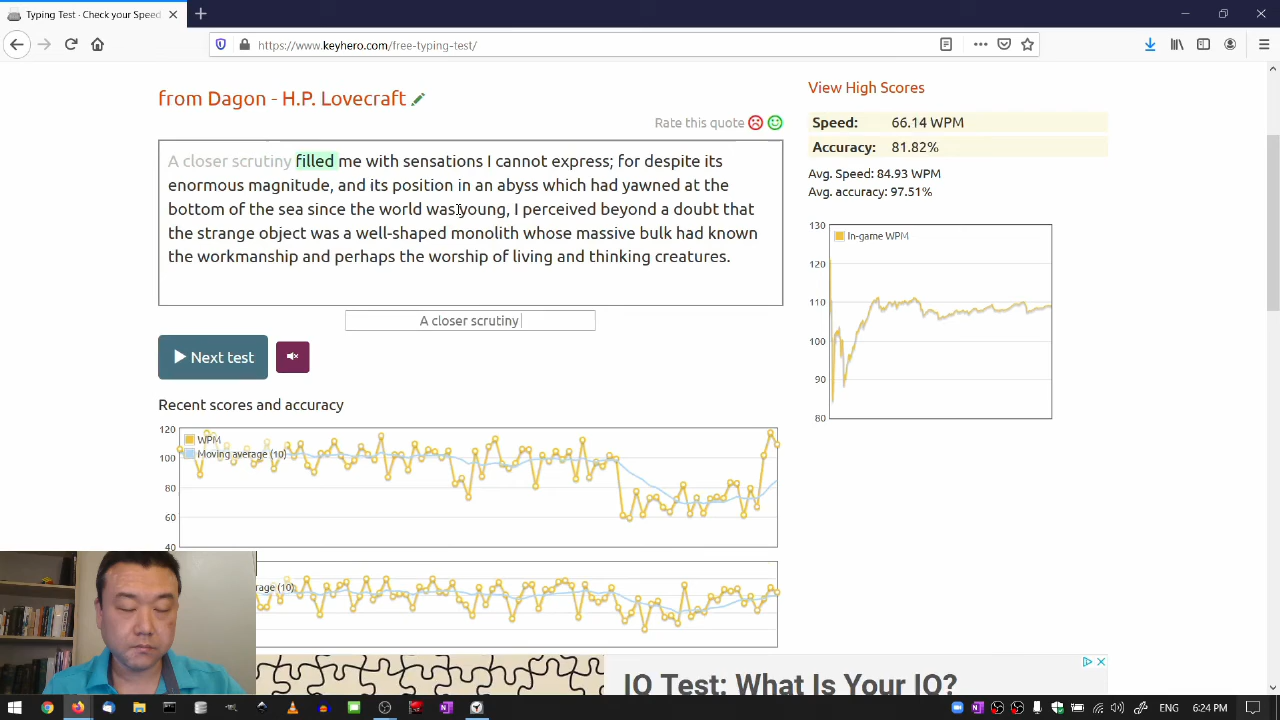 Typing Test - Check your Speed
https://www.keyhero.com/free-typing-test/
from Dagon - H.P. Lovecraft
Rate this quote
A closer scrutiny filled me with sensations I cannot express; for despite its
enormous magnitude, and its position in an abyss which had yawned at the
bottom of the sea since the world was young, I perceived beyond a doubt that
the strange object was a well-shaped monolith whose massive bulk had known
the workmanship and perhaps the worship of living and thinking creatures.
A closer scrutiny
Next test
Recent scores and accuracy
120
WPM
Moving average (10)
100
80
60
40
rage (10)
View High Scores
Speed: 66.14 WPM
Accuracy: 81.82%
Avg. Speed: 84.93 WPM
Avg. accuracy: 97.51%
130
In-game WPM
120
110
100
90
80
IQ Test: What Is Your IQ?
ENG
6:24 PM